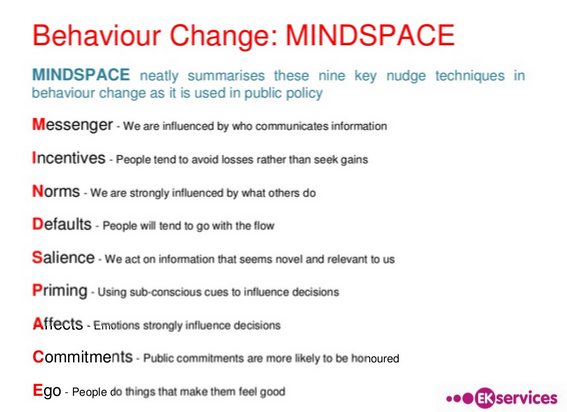 Behaviour Change: MINDSPACE
MINDSPACE neatly summarises these nine key nudge techniques in
behaviour change as it is used in public policy
Messenger - We are influenced by who communicates information
Incentives - People tend to avoid losses rather than seek gains
Norms - We are strongly influenced by what others do
Defaults - People will tend to go with the flow
Salience - We act on information that seems novel and relevant to us
Priming - Using sub-conscious cues to influence decisions
Affects - Emotions strongly influence decisions
Commitments - Public commitments are more likely to be honoured
Ego - People do things that make them feel good
EKservices